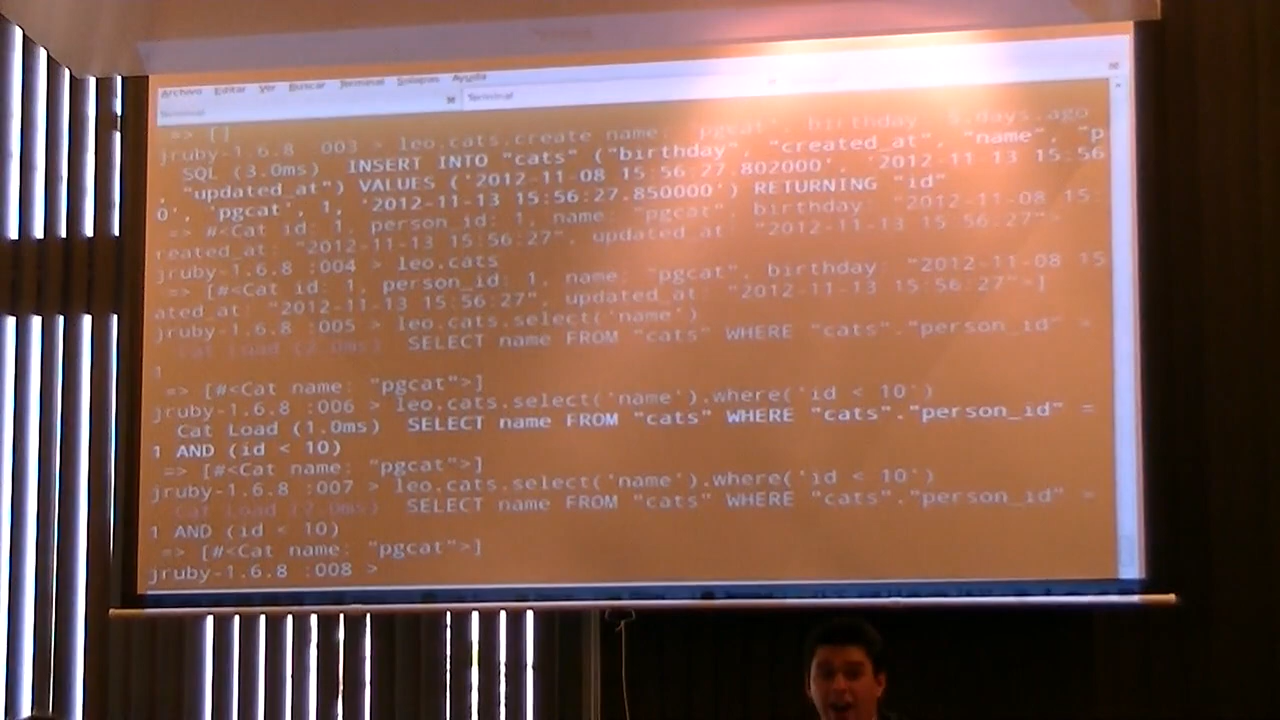 Archivo Editar Ver Buscar Terminal Solapas Ayuda
Terminal
Terminal
=> []
jruby-1.6.8 003 > leo.cats.create name: "pgcat", birthday: days.ago
SQL (3.0ms) INSERT INTO "cats" ("birthday", "created_at", "name", "p
, "updated_at") VALUES ('2012-11-08 15:56:27.802000', '2012-11-13 15:56
0', 'pgcat', 1, '2012-11-13 15:56:27.850000') RETURNING "id"
=> #<Cat id: 1, person_id: 1, name: "pgcat", birthday: "2012-11-08 15:
reated_at: "2012-11-13 15:56:27", updated_at: "2012-11-13 15:56:27">
jruby-1.6.8 :004 > leo.cats
=> [#<Cat id: 1, person_id: 1, name: "pgcat", birthday: "2012-11-08 15
ated_at: "2012-11-13 15:56:27", updated_at: "2012-11-13 15:56:27">]
jruby-1.6.8 :005 > leo.cats.select('name')
Cat Load (2.0ms) SELECT name FROM "cats" WHERE "cats"."person_id" =
1
=> [#<Cat name: "pgcat">]
jruby-1.6.8 :006 > leo.cats.select('name').where('id < 10')
Cat Load (1.0ms) SELECT name FROM "cats" WHERE "cats"."person_id" =
1 AND (id < 10)
=> [#<Cat name: "pgcat">]
jruby-1.6.8 :007 > leo.cats.select('name').where('id < 10')
Cat Load (2.0ms) SELECT name FROM "cats" WHERE "cats"."person_id" =
1 AND (id < 10)
=> [#<Cat name: "pgcat">]
jruby-1.6.8 :008 >